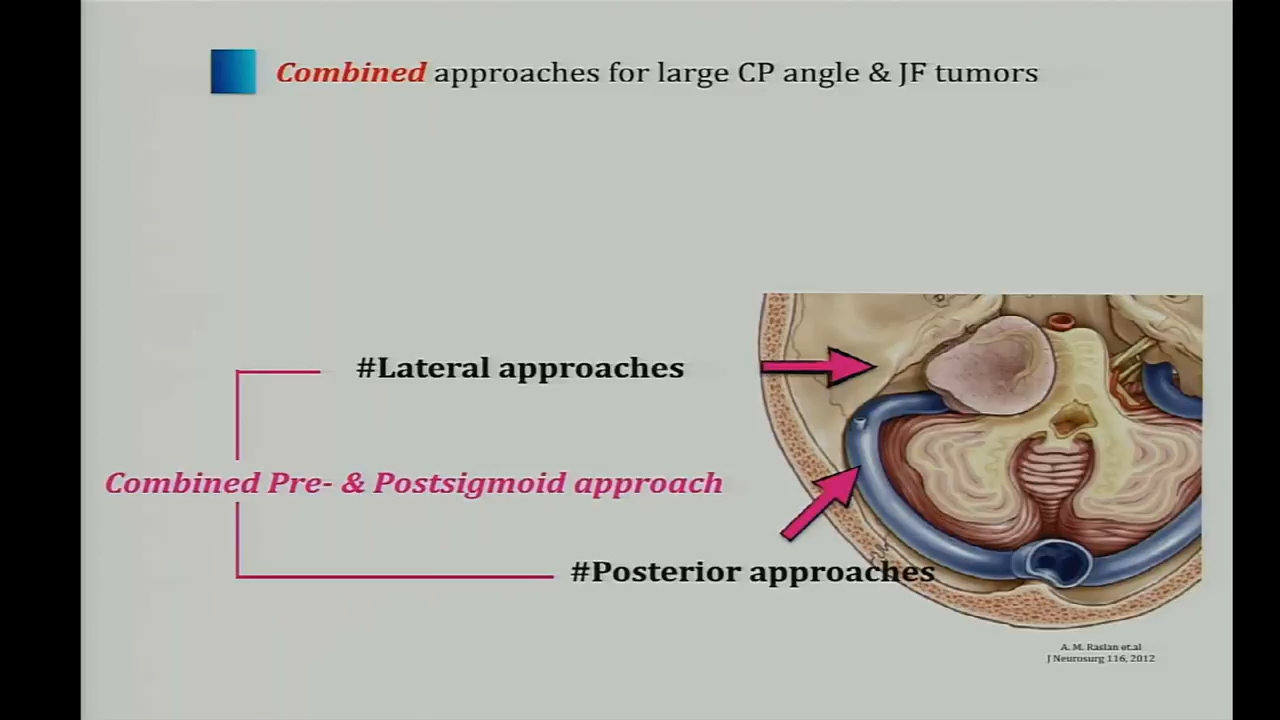 Combined approaches for large CP angle & JF tumors
#Lateral approaches
Combined Pre- & Postsigmoid approach
#Posterior approaches
A. M. Raslan et.al
J Neurosurg 116, 2012